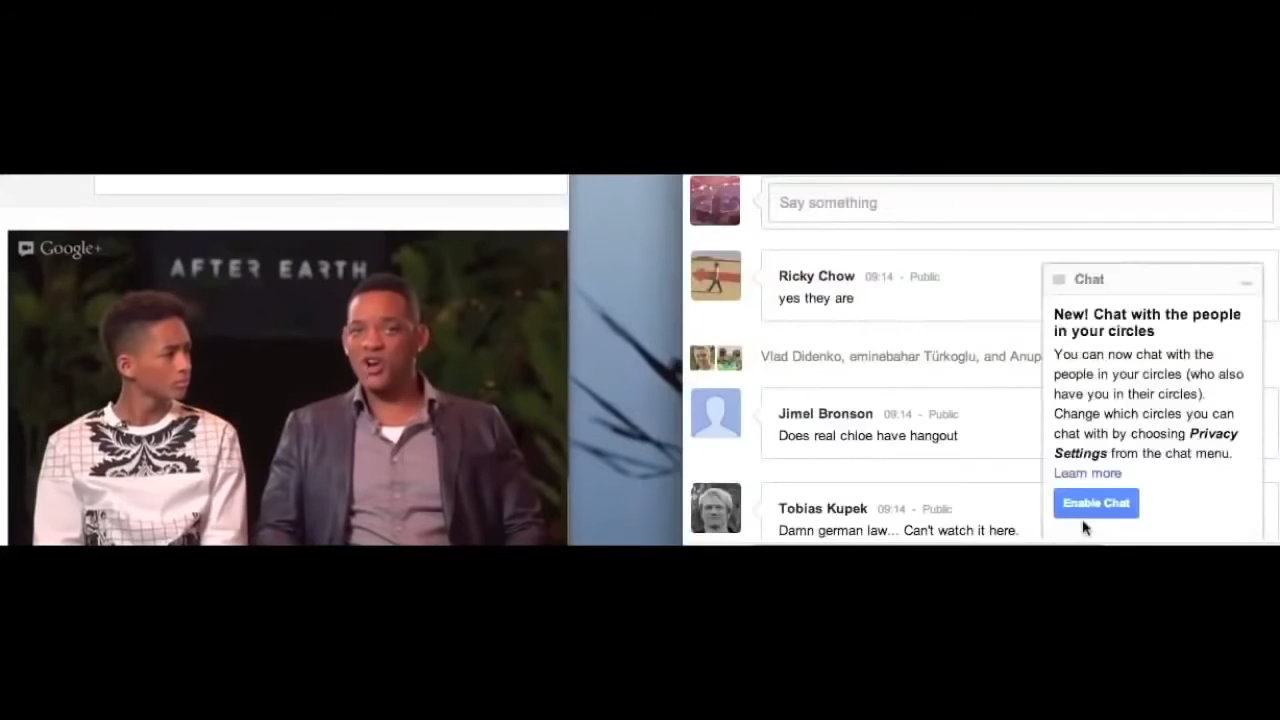 Google+
AFTER EARTH
Say something
Ricky Chow 09:14 - Public
yes they are
Vlad Didenko, eminebahar Türkoglu, and Anup
Jimel Bronson 09:14 - Public
Does real chloe have hangout
Tobias Kupek 09:14 - Public
Damn german law... Can't watch it here.
Chat
New! Chat with the people
in your circles
You can now chat with the
people in your circles (who also
have you in their circles).
Change which circles you can
chat with by choosing Privacy
Settings from the chat menu.
Learn more
Enable Chat